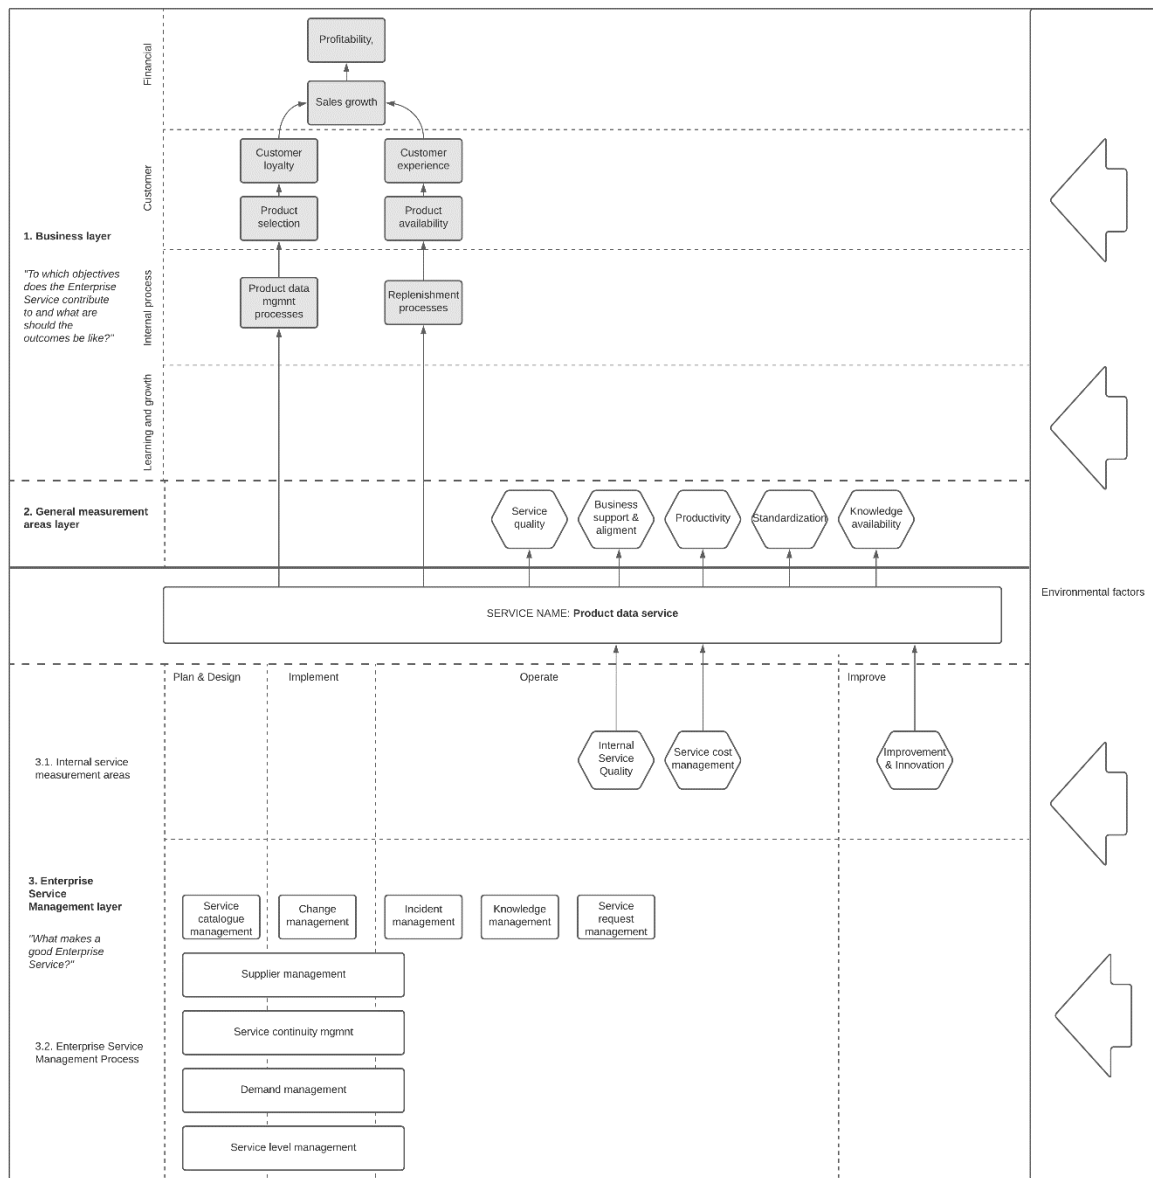 Financial
Profitability,
Sales growth
Customer
Customer
loyalty
Customer
experience
Product
selection
Product
availability
1. Business layer
"To which objectives
does the Enterprise
Service contribute
to and what are
should the
outcomes be like?"
Internal process
Product data
mgmnt
processes
Replenishment
processes
Learning and growth
2. General measurement
areas layer
Service
quality
Business
support &
aligment
Productivity
Standardization
Knowledge
availability
SERVICE NAME: Product data service
Environmental factors
Plan & Design
Implement
Operate
Improve
3.1. Internal service
measurement areas
Internal
Service
Quality
Service cost
management
Improvement
& Innovation
3. Enterprise
Service
Management layer
"What makes a
good Enterprise
Service?"
Service
catalogue
management
Change
management
Incident
management
Knowledge
management
Service
request
management
Supplier management
Service continuity mgmnt
3.2. Enterprise Service
Management Process
Demand management
Service level management